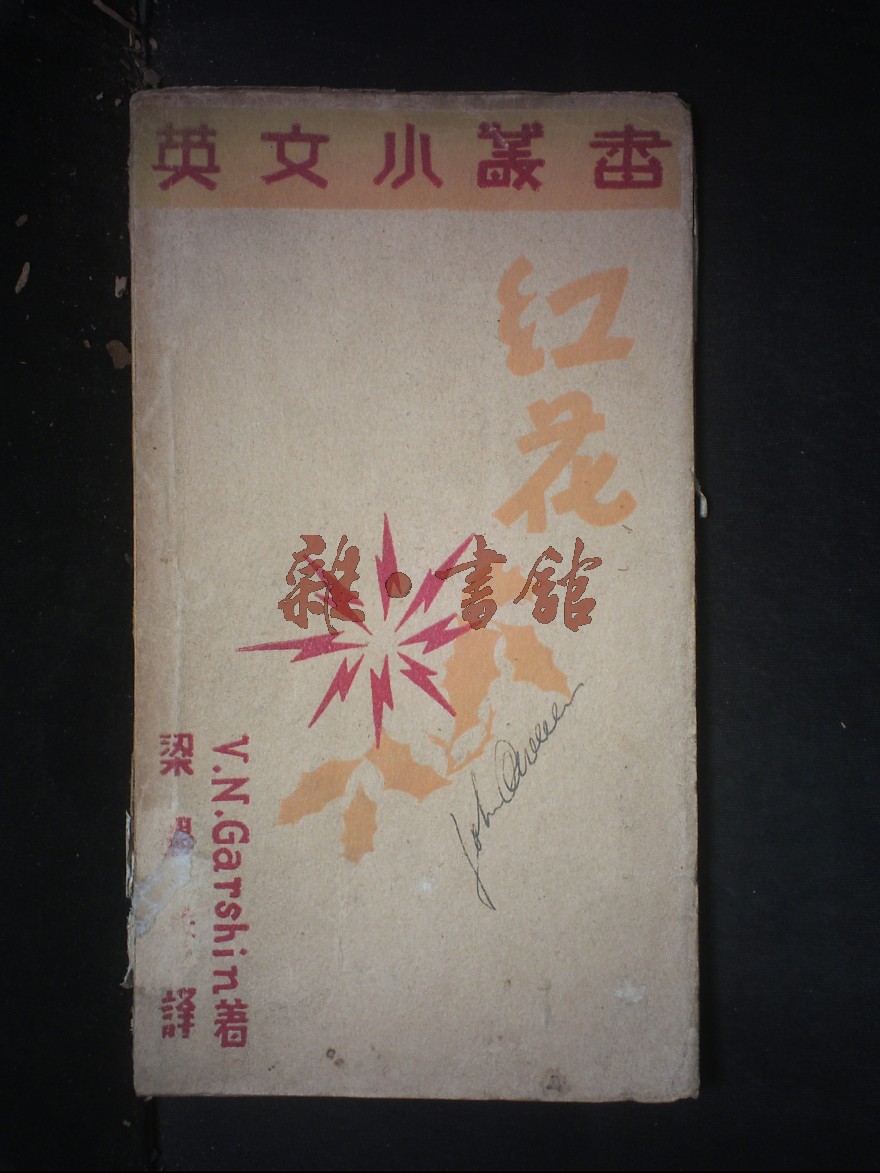 英文小叢書
红花
雜·書館
V.N.Garshin著
梁 譯
John